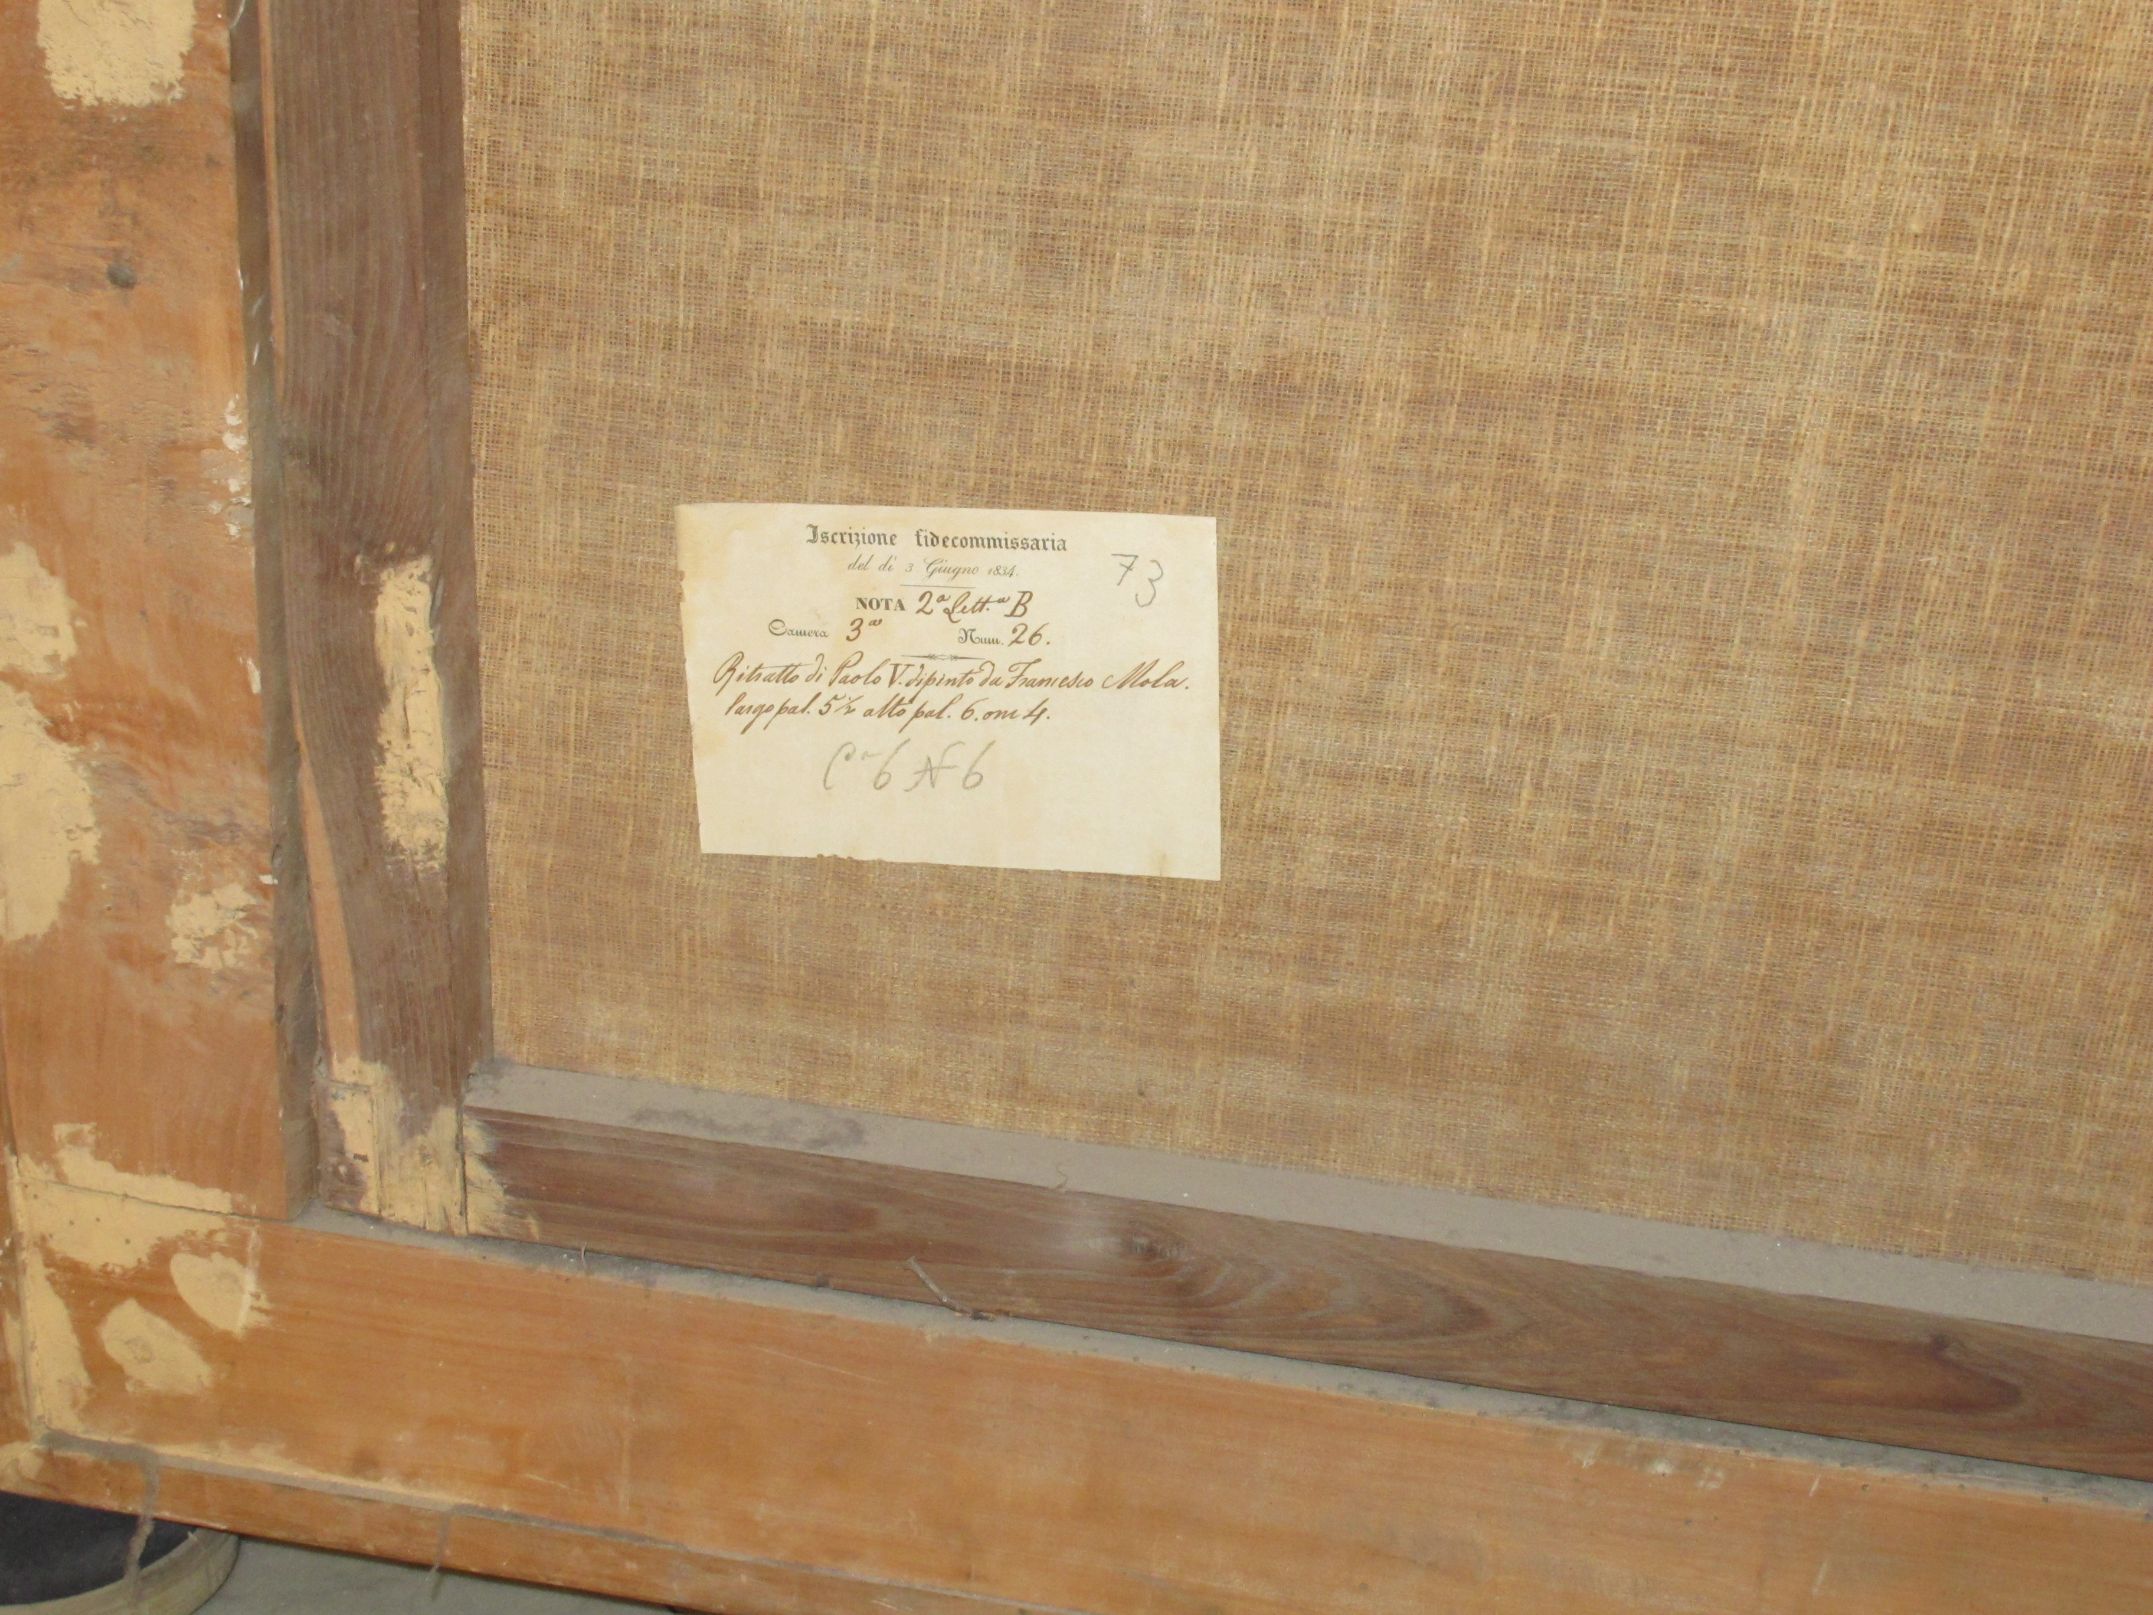 Iscrizione fidecommissaria
del dì 3 Giugno 1834.
73
NOTA 2ª Lett.ª B
Camera 3ª Num. 26.
Ritratto di Paolo V. dipinto da Francesco Mola.
largo pal. 5½ alto pal. 6. on 4.
Cª 6 N 6